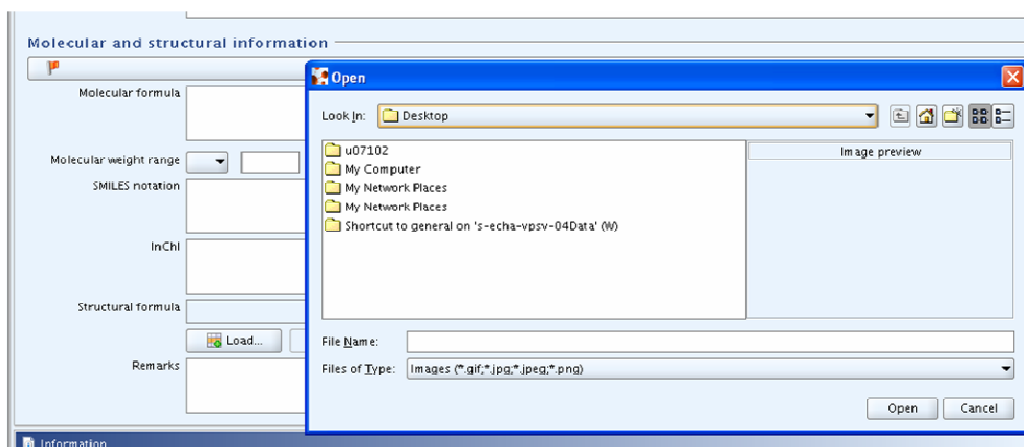 Molecular and structural information
Molecular formula
Molecular weight range
SMILES notation
InChI
Structural formula
Load...
Remarks
Information
Open
Look In: Desktop
u07102
My Computer
My Network Places
My Network Places
Shortcut to general on 's-echa-vpsv-04Data' (W)
Image preview
File Name:
Files of Type: Images (*.gif;*.jpg;*.jpeg;*.png)
Open Cancel